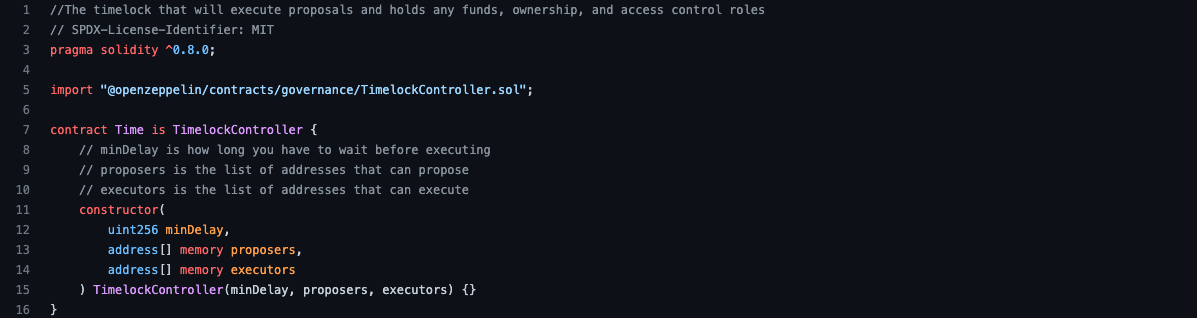 1 //The timelock that will execute proposals and holds any funds, ownership, and access control roles
2 // SPDX-License-Identifier: MIT
3 pragma solidity ^0.8.0;
4
5 import "@openzeppelin/contracts/governance/TimelockController.sol";
6
7 contract Time is TimelockController {
8     // minDelay is how long you have to wait before executing
9     // proposers is the list of addresses that can propose
10     // executors is the list of addresses that can execute
11     constructor(
12         uint256 minDelay,
13         address[] memory proposers,
14         address[] memory executors
15     ) TimelockController(minDelay, proposers, executors) {}
16 }